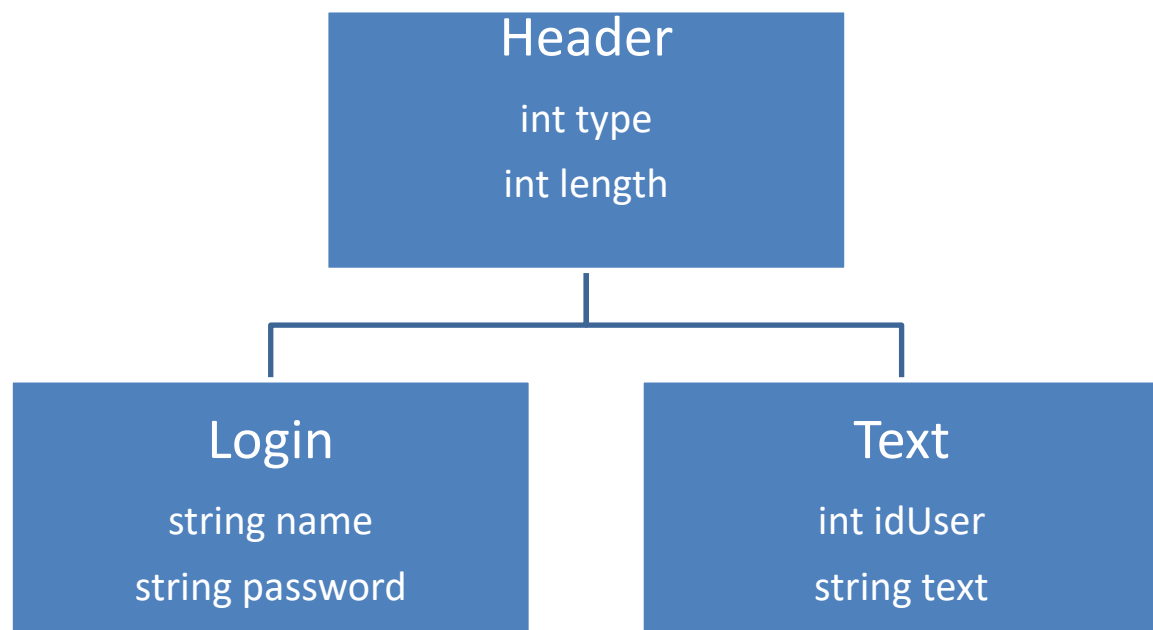 Header
int type
int length
Login
string name
string password
Text
int idUser
string text